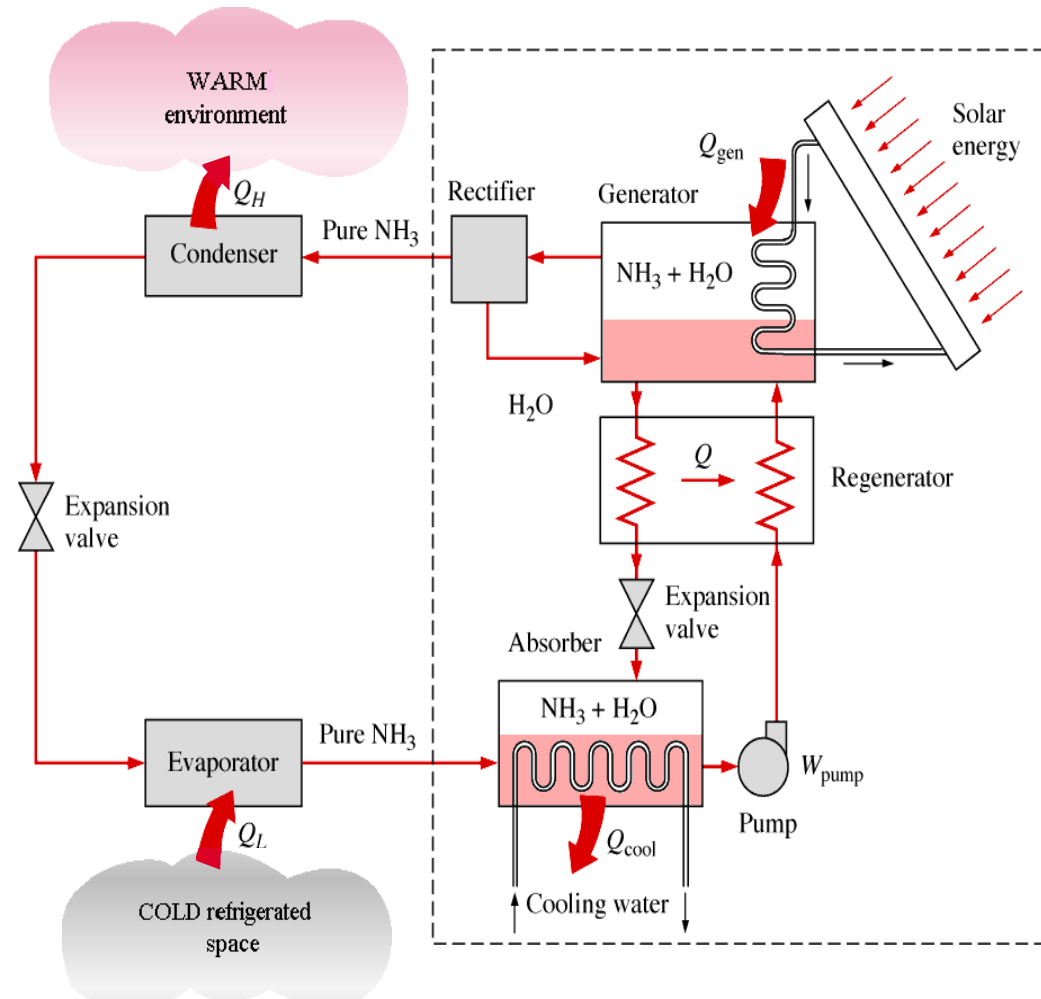 WARM
environment
Solar
energy
Q_gen
Rectifier
Generator
Q_H
Pure NH₃
Condenser
NH₃ + H₂O
H₂O
Q
Regenerator
Expansion
valve
Expansion
valve
Absorber
NH₃ + H₂O
Pure NH₃
Evaporator
W_pump
Pump
Q_L
Q_cool
Cooling water
COLD refrigerated
space